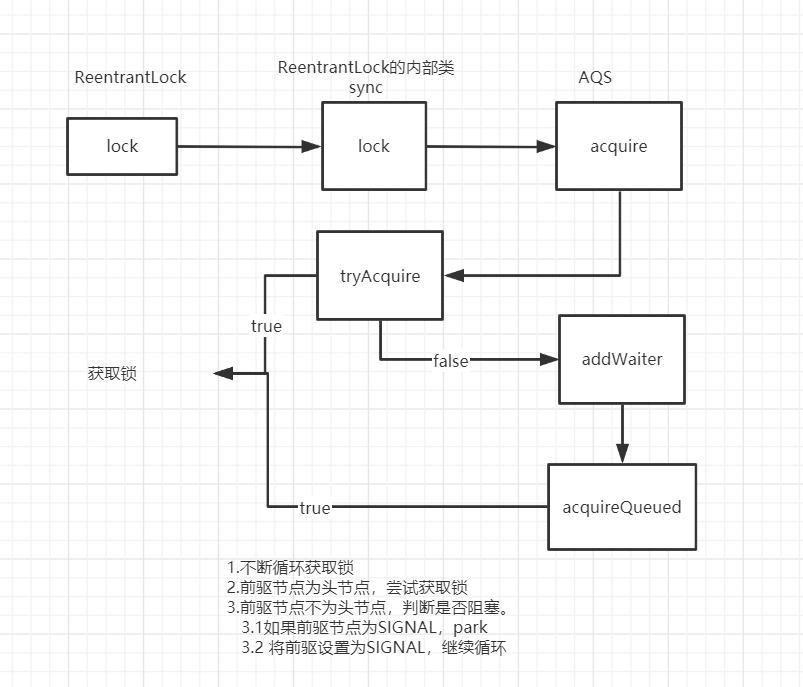 ReentrantLock
ReentrantLock的内部类
sync
AQS
lock
lock
acquire
tryAcquire
true
false
addWaiter
获取锁
acquireQueued
true
1.不断循环获取锁
2.前驱节点为头节点，尝试获取锁
3.前驱节点不为头节点，判断是否阻塞。
3.1如果前驱节点为SIGNAL，park
3.2 将前驱设置为SIGNAL，继续循环